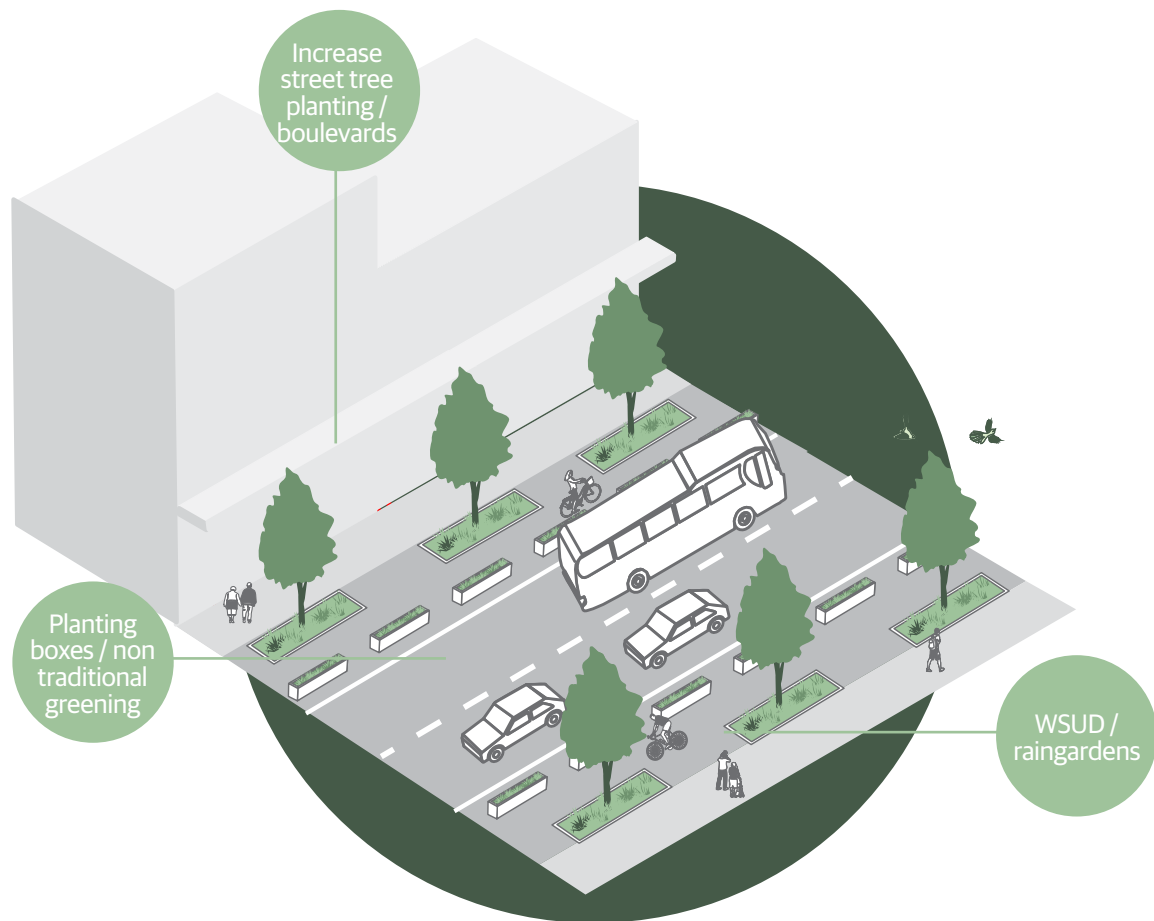 Increase
street tree
planting /
boulevards
Planting
boxes / non
traditional
greening
WSUD /
raingardens